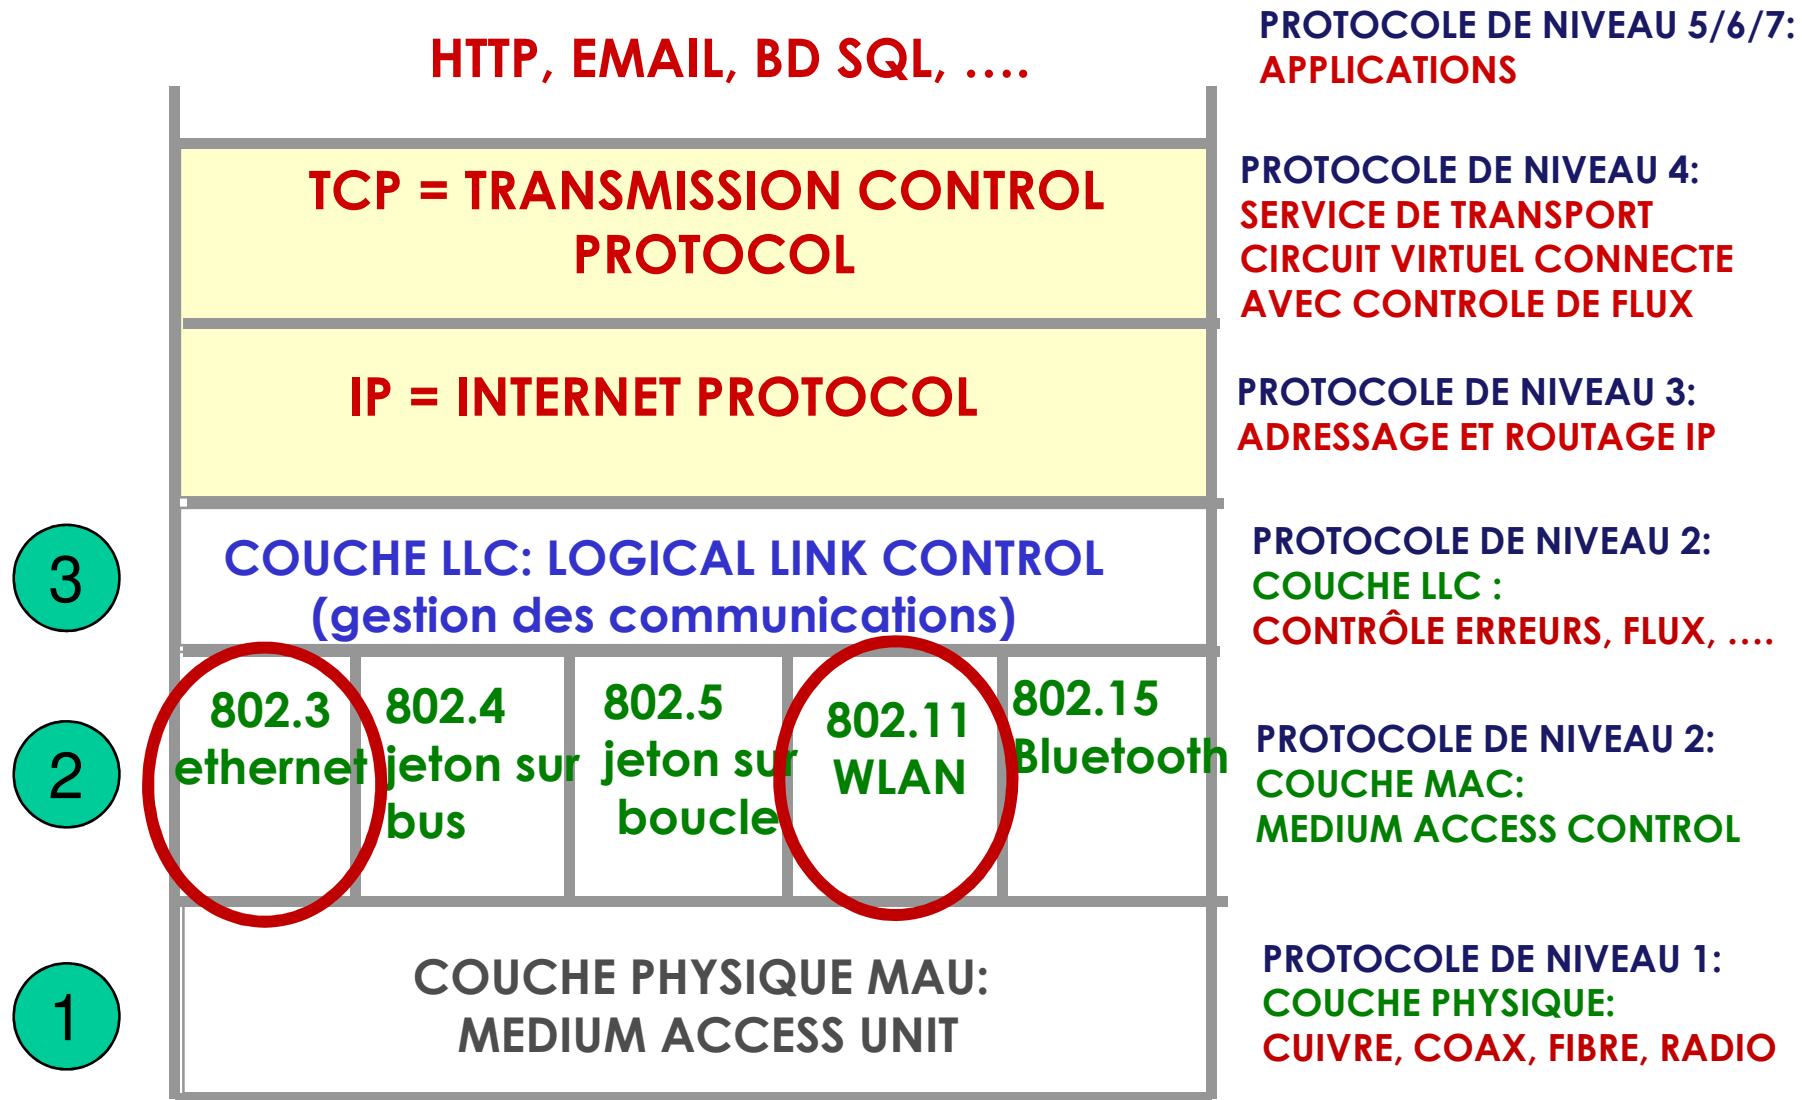 HTTP, EMAIL, BD SQL, ....
PROTOCOLE DE NIVEAU 5/6/7:
APPLICATIONS
TCP = TRANSMISSION CONTROL
PROTOCOL
PROTOCOLE DE NIVEAU 4:
SERVICE DE TRANSPORT
CIRCUIT VIRTUEL CONNECTE
AVEC CONTROLE DE FLUX
IP = INTERNET PROTOCOL
PROTOCOLE DE NIVEAU 3:
ADRESSAGE ET ROUTAGE IP
3
COUCHE LLC: LOGICAL LINK CONTROL
(gestion des communications)
PROTOCOLE DE NIVEAU 2:
COUCHE LLC :
CONTRÔLE ERREURS, FLUX, ....
2
802.3
ethernet
802.4
jeton sur
bus
802.5
jeton sur
boucle
802.11
WLAN
802.15
Bluetooth
PROTOCOLE DE NIVEAU 2:
COUCHE MAC:
MEDIUM ACCESS CONTROL
1
COUCHE PHYSIQUE MAU:
MEDIUM ACCESS UNIT
PROTOCOLE DE NIVEAU 1:
COUCHE PHYSIQUE:
CUIVRE, COAX, FIBRE, RADIO